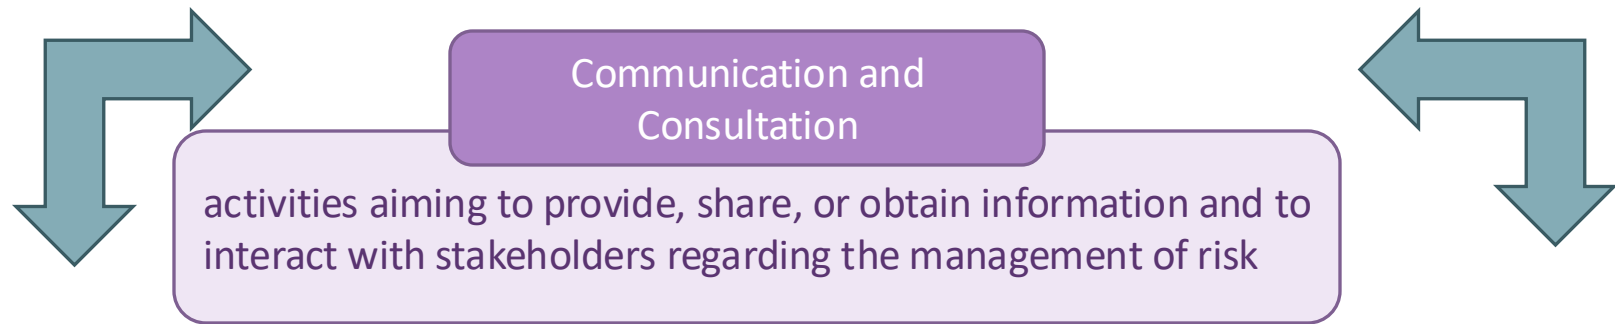 Communication and
Consultation
activities aiming to provide, share, or obtain information and to
interact with stakeholders regarding the management of risk